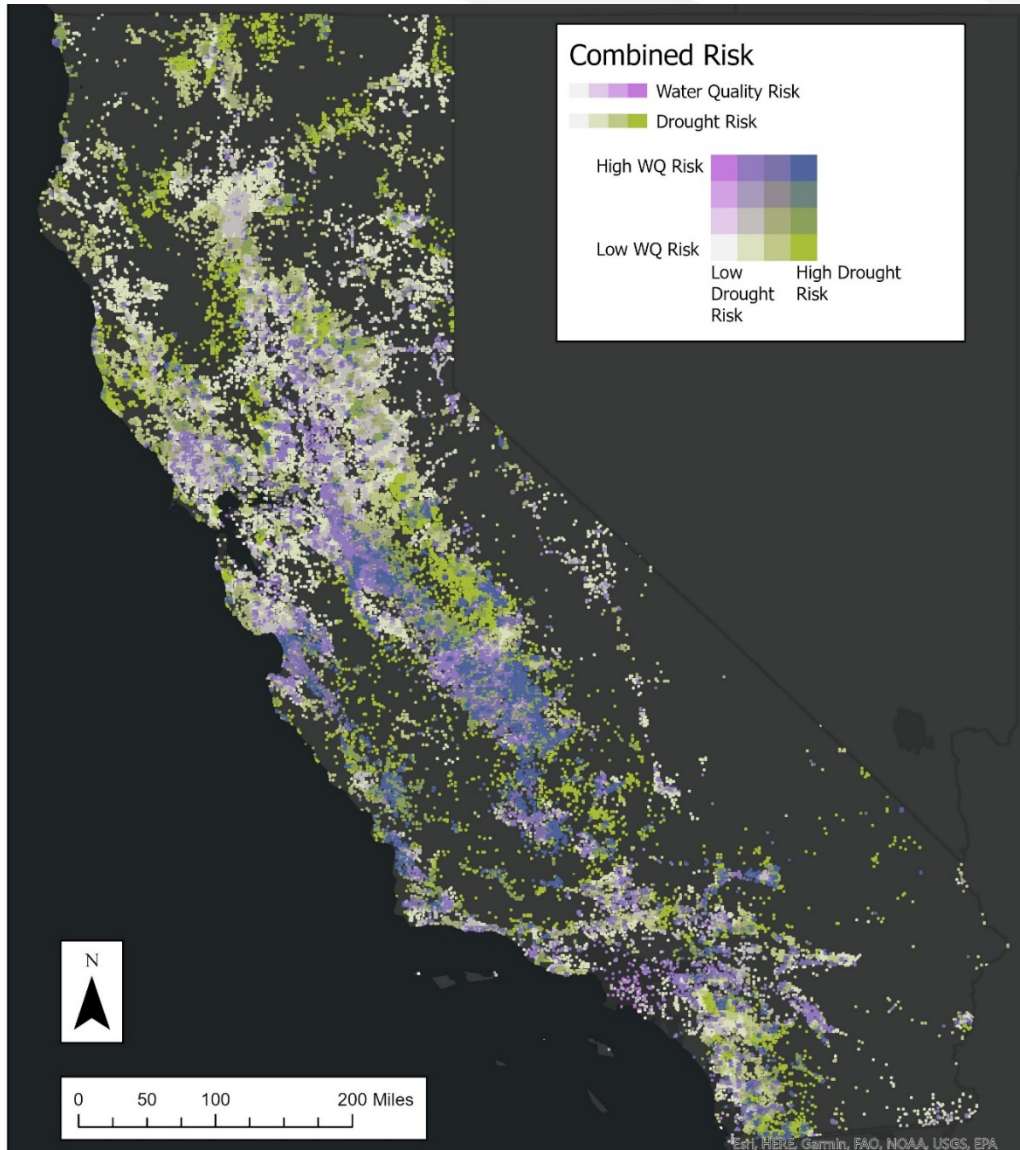 Combined Risk
Water Quality Risk
Drought Risk
High WQ Risk
Low WQ Risk
Low
Drought
Risk
High Drought
Risk
N
0 50 100 200 Miles
Esri, HERE, Garmin, FAO, NOAA, USGS, EPA